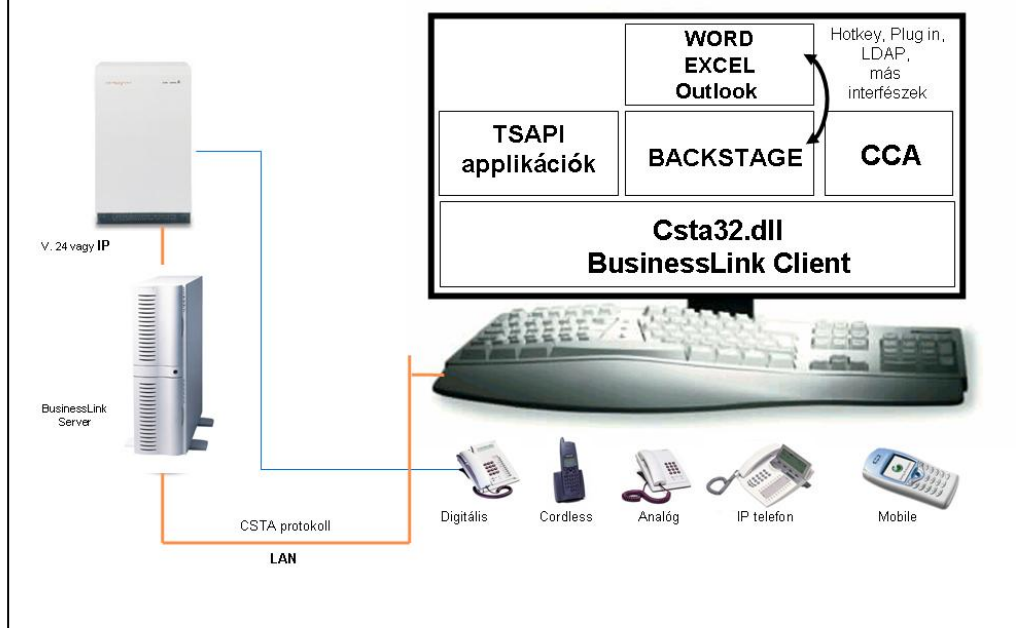 WORD
EXCEL
Outlook
Hotkey, Plug in,
LDAP,
más
interfészek
TSAPI
applikációk
BACKSTAGE
CCA
Csta32.dll
BusinessLink Client
V. 24 vagy IP
BusinessLink
Server
Digitális
Cordless
Analóg
IP telefon
Mobile
CSTA protokoll
LAN